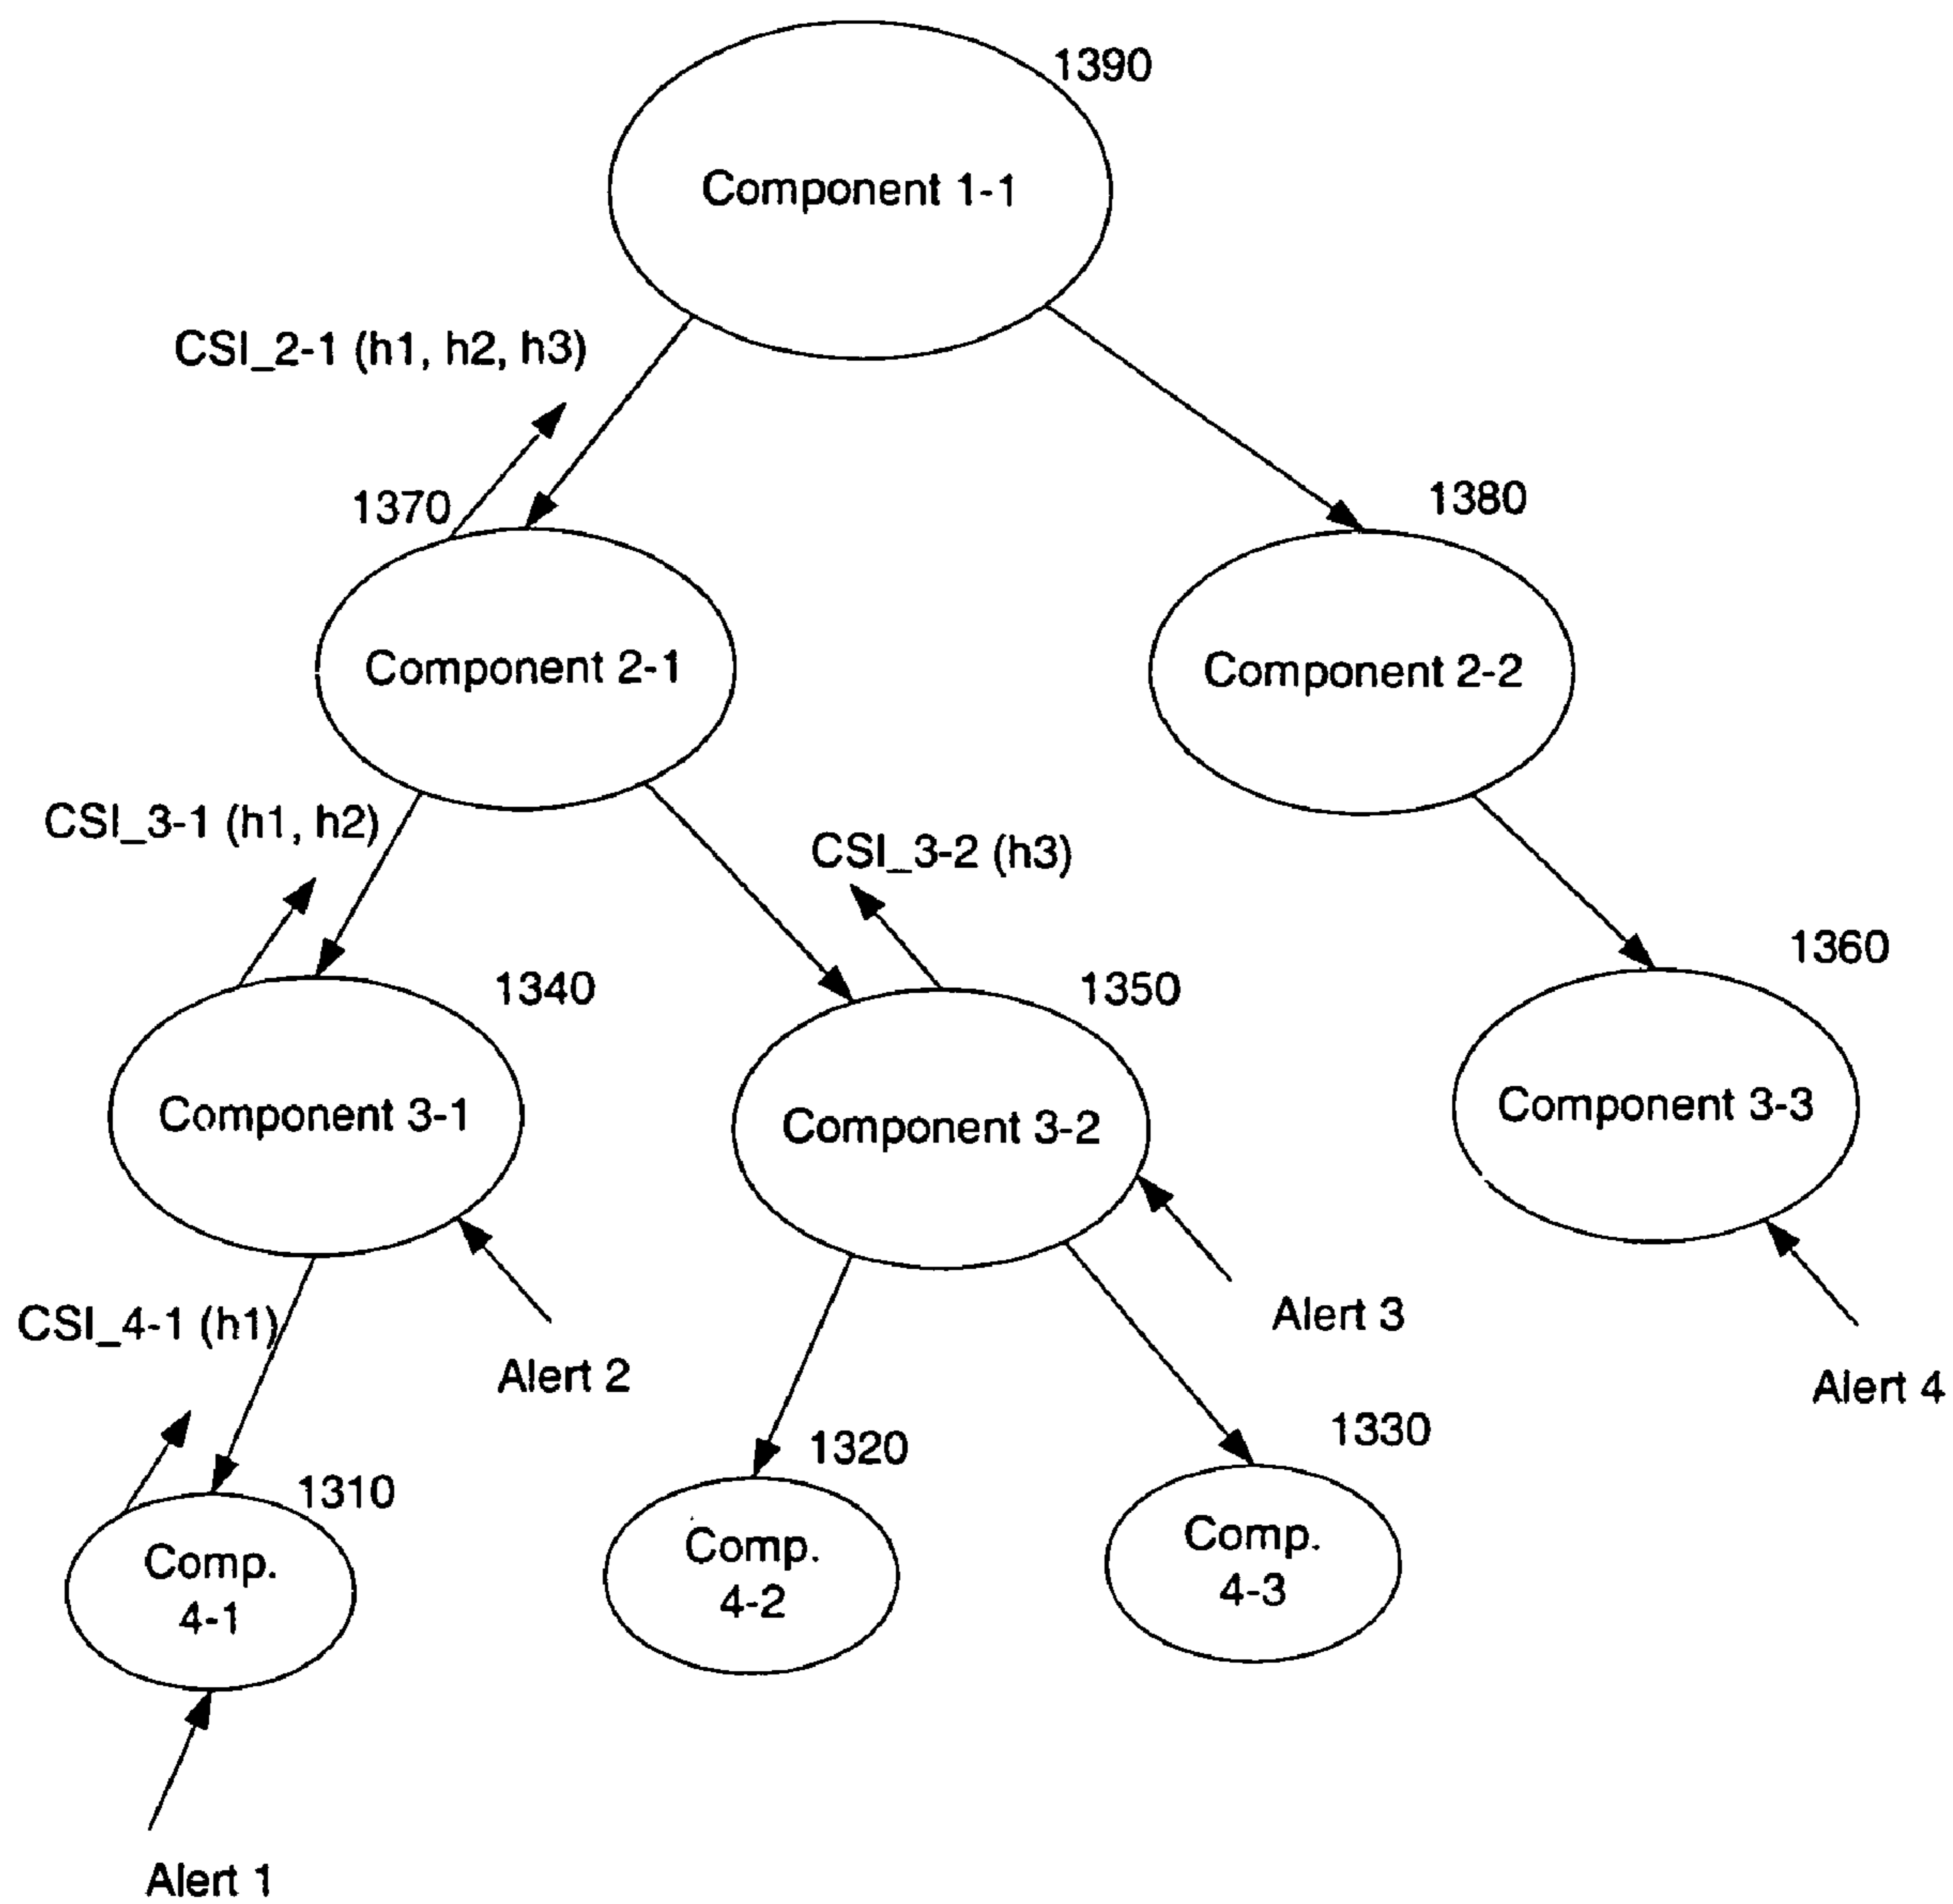 1390
Component 1-1
CSI_2-1 (h1, h2, h3)
1370
1380
Component 2-1
Component 2-2
CSI_3-1 (h1, h2)
CSI_3-2 (h3)
1340
1350
1360
Component 3-1
Component 3-2
Component 3-3
CSI_4-1 (h1)
Alert 2
Alert 3
Alert 4
1310
1320
1330
Comp.
4-1
Comp.
4-2
Comp.
4-3
Alert 1